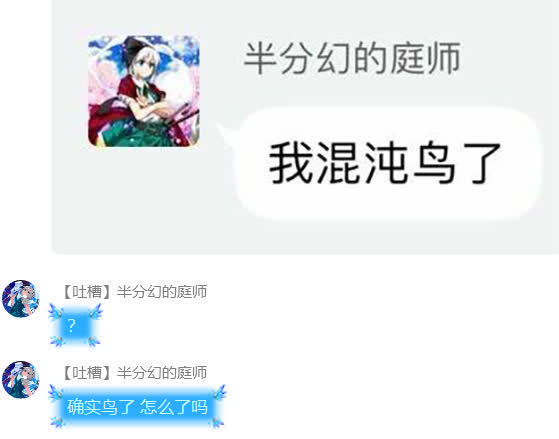 半分幻的庭师
我混沌鸟了
【吐槽】半分幻的庭师
？
【吐槽】半分幻的庭师
确实鸟了 怎么了吗